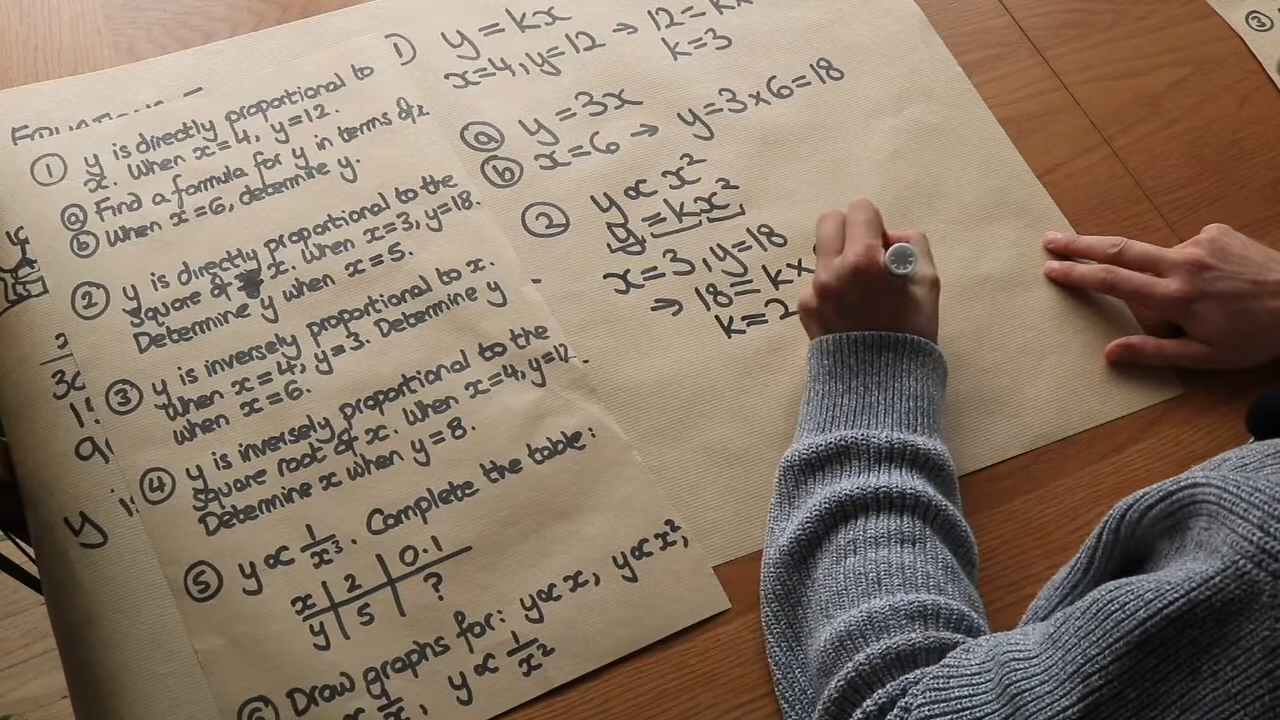 ① y is directly proportional to
x. When x=4, y=12.
ⓐ Find a formula for y in terms of x
ⓑ When x=6, determine y.
② y is directly proportional to the
square of x. When x=3, y=18.
Determine y when x=5.
③ y is inversely proportional to x.
When x=4, y=3. Determine y
when x=6.
④ y is inversely proportional to the
square root of x. When x=4, y=12.
Determine x when y=8.
⑤ y∝1/x³. Complete the table:
x | 2 | 0.1
y | 5 | ?
⑥ Draw graphs for: y∝x, y∝x²,
y∝1/x², 
1) y=kx
x=4, y=12 → 12=kx
k=3
ⓐ y=3x
ⓑ x=6 → y=3×6=18
② y∝x²
y=kx²
x=3, y=18
→ 18=kx
k=2
③